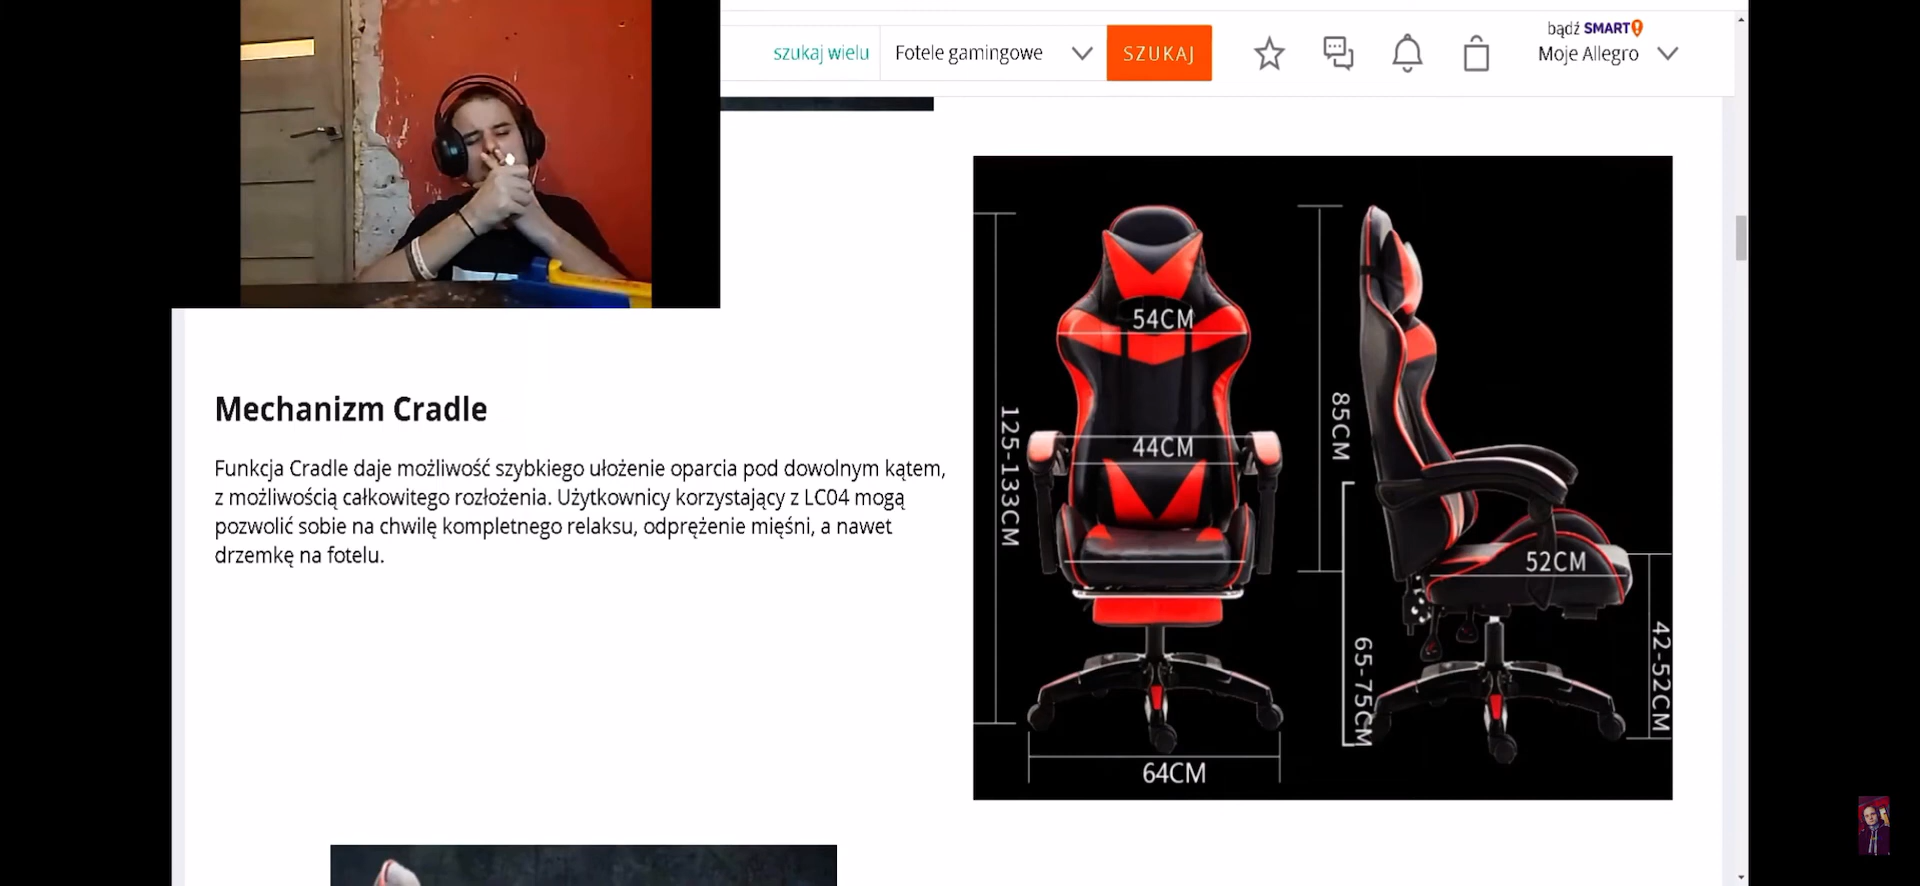 bądź SMART!
szukaj wielu
Fotele gamingowe
SZUKAJ
Moje Allegro
Mechanizm Cradle
Funkcja Cradle daje możliwość szybkiego ułożenie oparcia pod dowolnym kątem,
z możliwością całkowitego rozłożenia. Użytkownicy korzystający z LC04 mogą
pozwolić sobie na chwilę kompletnego relaksu, odprężenie mięśni, a nawet
drzemkę na fotelu.
54CM
44CM
125-133CM
64CM
85CM
52CM
65-75CM
42-52CM